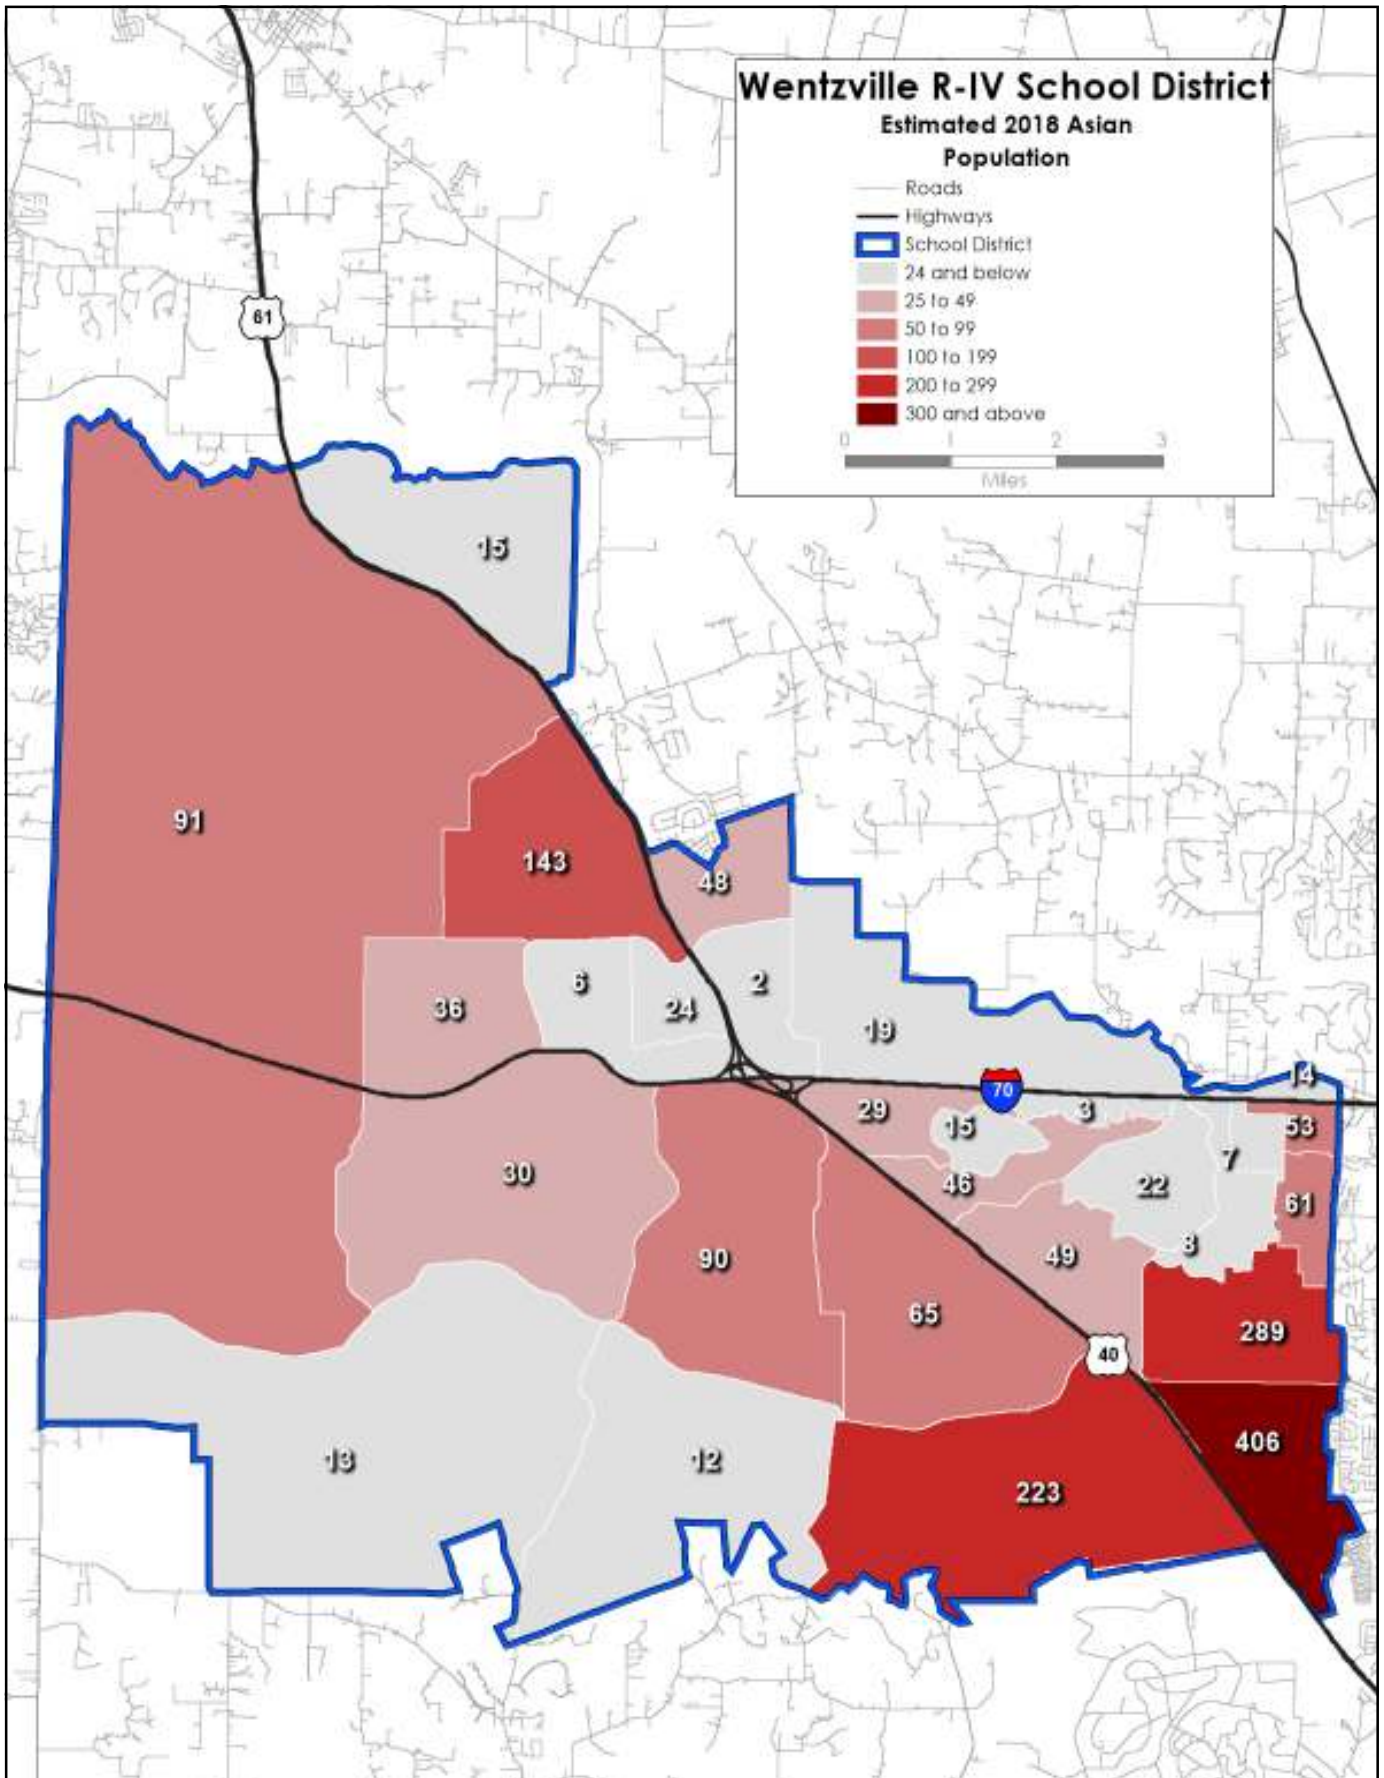 Wentzville R-IV School District
Estimated 2018 Asian
Population
Roads
Highways
School District
24 and below
25 to 49
50 to 99
100 to 199
200 to 299
300 and above
0 1 2 3
Miles
61
15
91
143
48
6
2
36
24
19
14
70
29
15
3
53
7
30
46
22
61
90
49
8
65
289
40
406
13
12
223